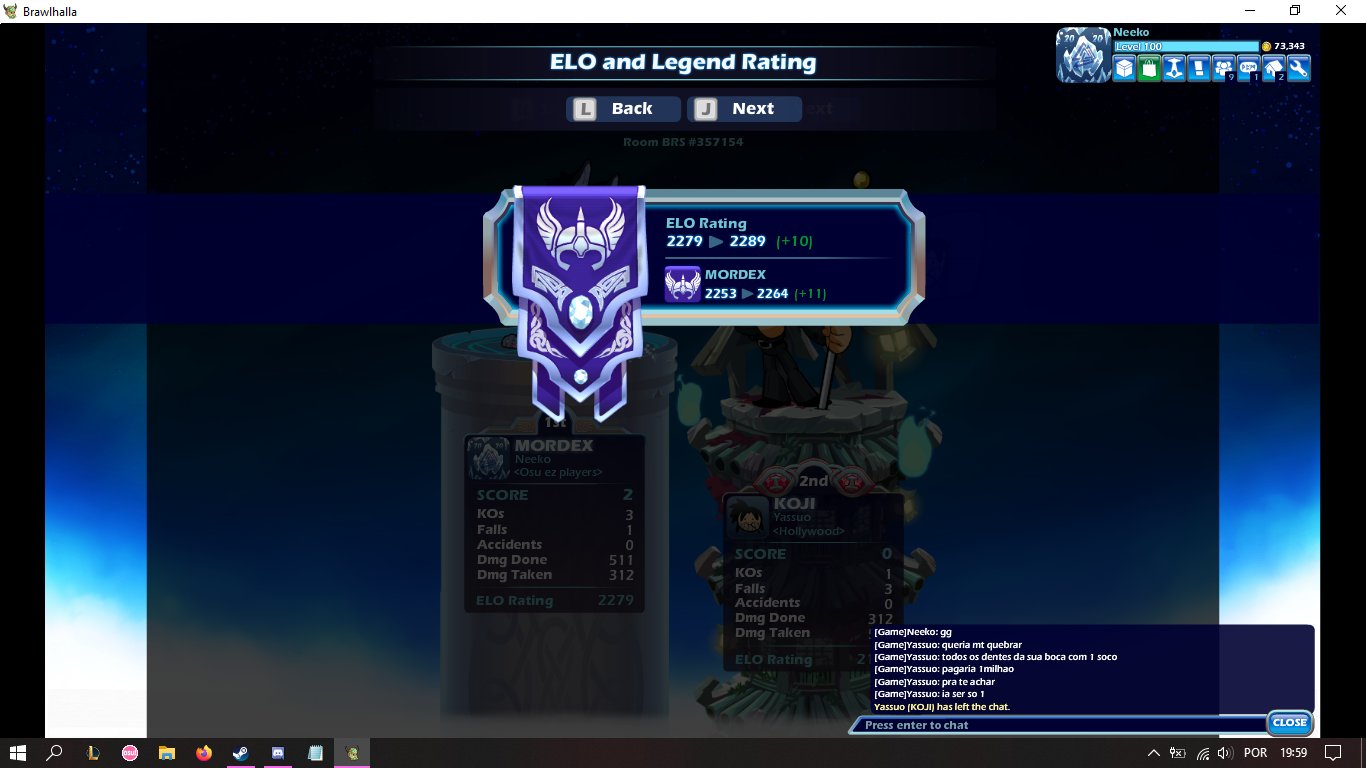 Brawlhalla
Neeko
Level 100
73,343
9
1
2
ELO and Legend Rating
L Back
J Next
Room BRS #357154
ELO Rating
2279 ▶ 2289 (+10)
MORDEX
2253 ▶ 2264 (+11)
1st
20 20
MORDEX
Neeko
<Osu ez players>
SCORE 2
KOs 3
Falls 1
Accidents 0
Dmg Done 511
Dmg Taken 312
ELO Rating 2279
2nd
KOJI
Yassuo
<Hollywood>
SCORE 0
KOs 1
Falls 3
Accidents 0
Dmg Done 312
Dmg Taken
ELO Rating
[Game]Neeko: gg
[Game]Yassuo: queria mt quebrar
[Game]Yassuo: todos os dentes da sua boca com 1 soco
[Game]Yassuo: pagaria 1milhao
[Game]Yassuo: pra te achar
[Game]Yassuo: ia ser so 1
Yassuo (KOJI) has left the chat.
Press enter to chat
CLOSE
osu!
POR
19:59